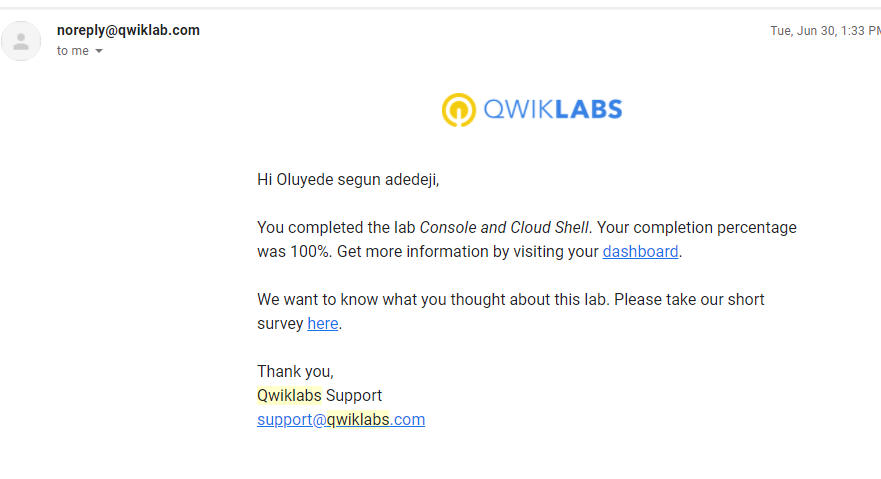 noreply@qwiklab.com
Tue, Jun 30, 1:33 PM
to me
QWIKLABS
Hi Oluyede segun adedeji,
You completed the lab Console and Cloud Shell. Your completion percentage
was 100%. Get more information by visiting your dashboard.
We want to know what you thought about this lab. Please take our short
survey here.
Thank you,
Qwiklabs Support
support@qwiklabs.com